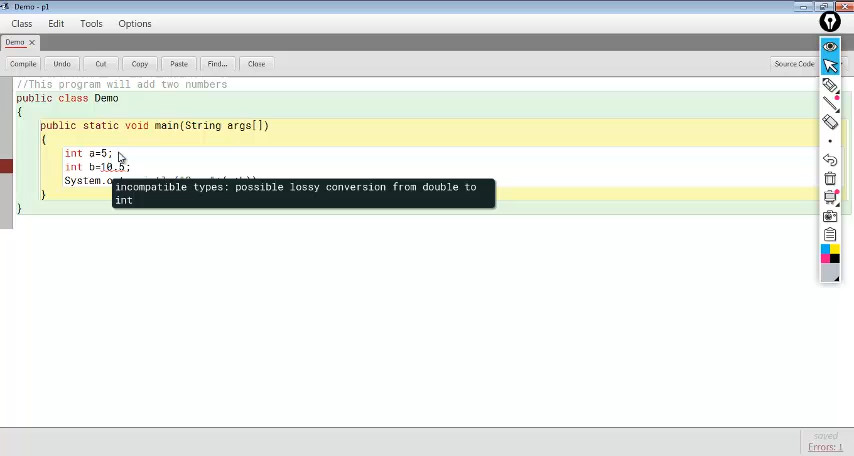 Demo - p1
Class Edit Tools Options
Demo
Compile Undo Cut Copy Paste Find... Close Source Code
//This program will add two numbers
public class Demo
{
public static void main(String args[])
{
int a=5;
int b=10.5;
incompatible types: possible lossy conversion from double to
int
}
}
saved
Errors: 1